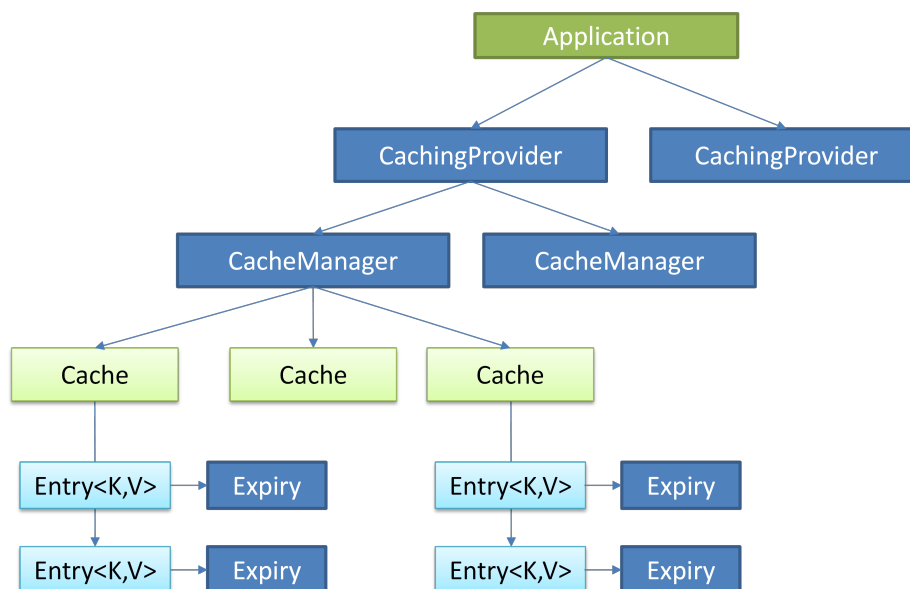 Application
CachingProvider
CachingProvider
CacheManager
CacheManager
Cache
Cache
Cache
Entry<K,V>
Expiry
Entry<K,V>
Expiry
Entry<K,V>
Expiry
Entry<K,V>
Expiry